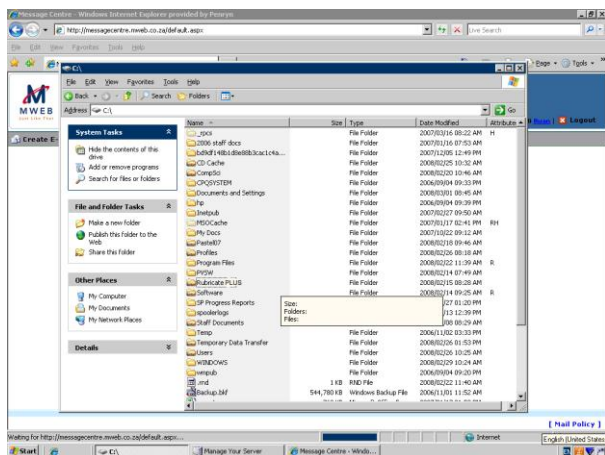 Message Centre - Windows Internet Explorer provided by Penryn
http://messagecentre.mweb.co.za/default.aspx
Live Search
File Edit View Favorites Tools Help
Page Tools
MWEB
Logout
Create E-
C:\
File Edit View Favorites Tools Help
Back Search Folders
Address C:\ Go
System Tasks
Hide the contents of this drive
Add or remove programs
Search for files or folders
File and Folder Tasks
Make a new folder
Publish this folder to the Web
Share this folder
Other Places
My Computer
My Documents
My Network Places
Details
Name Size Type Date Modified Attribute
_rpcs File Folder 2007/03/16 08:22 AM H
2006 staff docs File Folder 2007/01/16 07:53 AM
File Folder 2007/12/05 12:49 PM
CD Cache File Folder 2008/02/25 10:32 AM
CompSci File Folder 2008/02/20 10:46 AM
CPQSYSTEM File Folder 2006/09/04 09:33 PM
Documents and Settings File Folder 2008/03/01 08:45 AM
hp File Folder 2006/09/04 09:39 PM
Inetpub File Folder 2007/02/27 09:50 AM
MSOCache File Folder 2007/01/17 02:41 PM RH
My Docs File Folder 2007/10/22 09:12 AM
Pastel07 File Folder 2008/02/18 09:46 AM
Profiles File Folder 2008/02/26 08:18 AM
Program Files File Folder 2008/02/22 11:39 AM R
PVSW File Folder 2008/02/14 07:49 AM
Rubricate PLUS File Folder 2008/02/15 08:28 AM
Software File Folder 2008/02/14 09:25 AM R
SP Progress Reports /27 01:20 PM
spoolerlogs /13 12:39 PM
Staff Documents /08 08:29 AM
Size:
Folders:
Files:
Temp File Folder 2006/11/02 03:33 PM
Temporary Data Transfer File Folder 2008/02/26 01:53 PM
Users File Folder 2008/02/26 10:25 AM
WINDOWS File Folder 2008/02/29 10:24 AM
wmpub File Folder 2006/09/04 09:20 PM
.rnd 1 KB RND File 2008/02/22 11:40 AM
Backup.bkf 544,780 KB Windows Backup File 2006/11/01 11:52 AM
[ Mail Policy ]
Waiting for http://messagecentre.mweb.co.za/default.aspx...
Internet
English (United States)
Start C:\ Manage Your Server Message Centre - Windo...